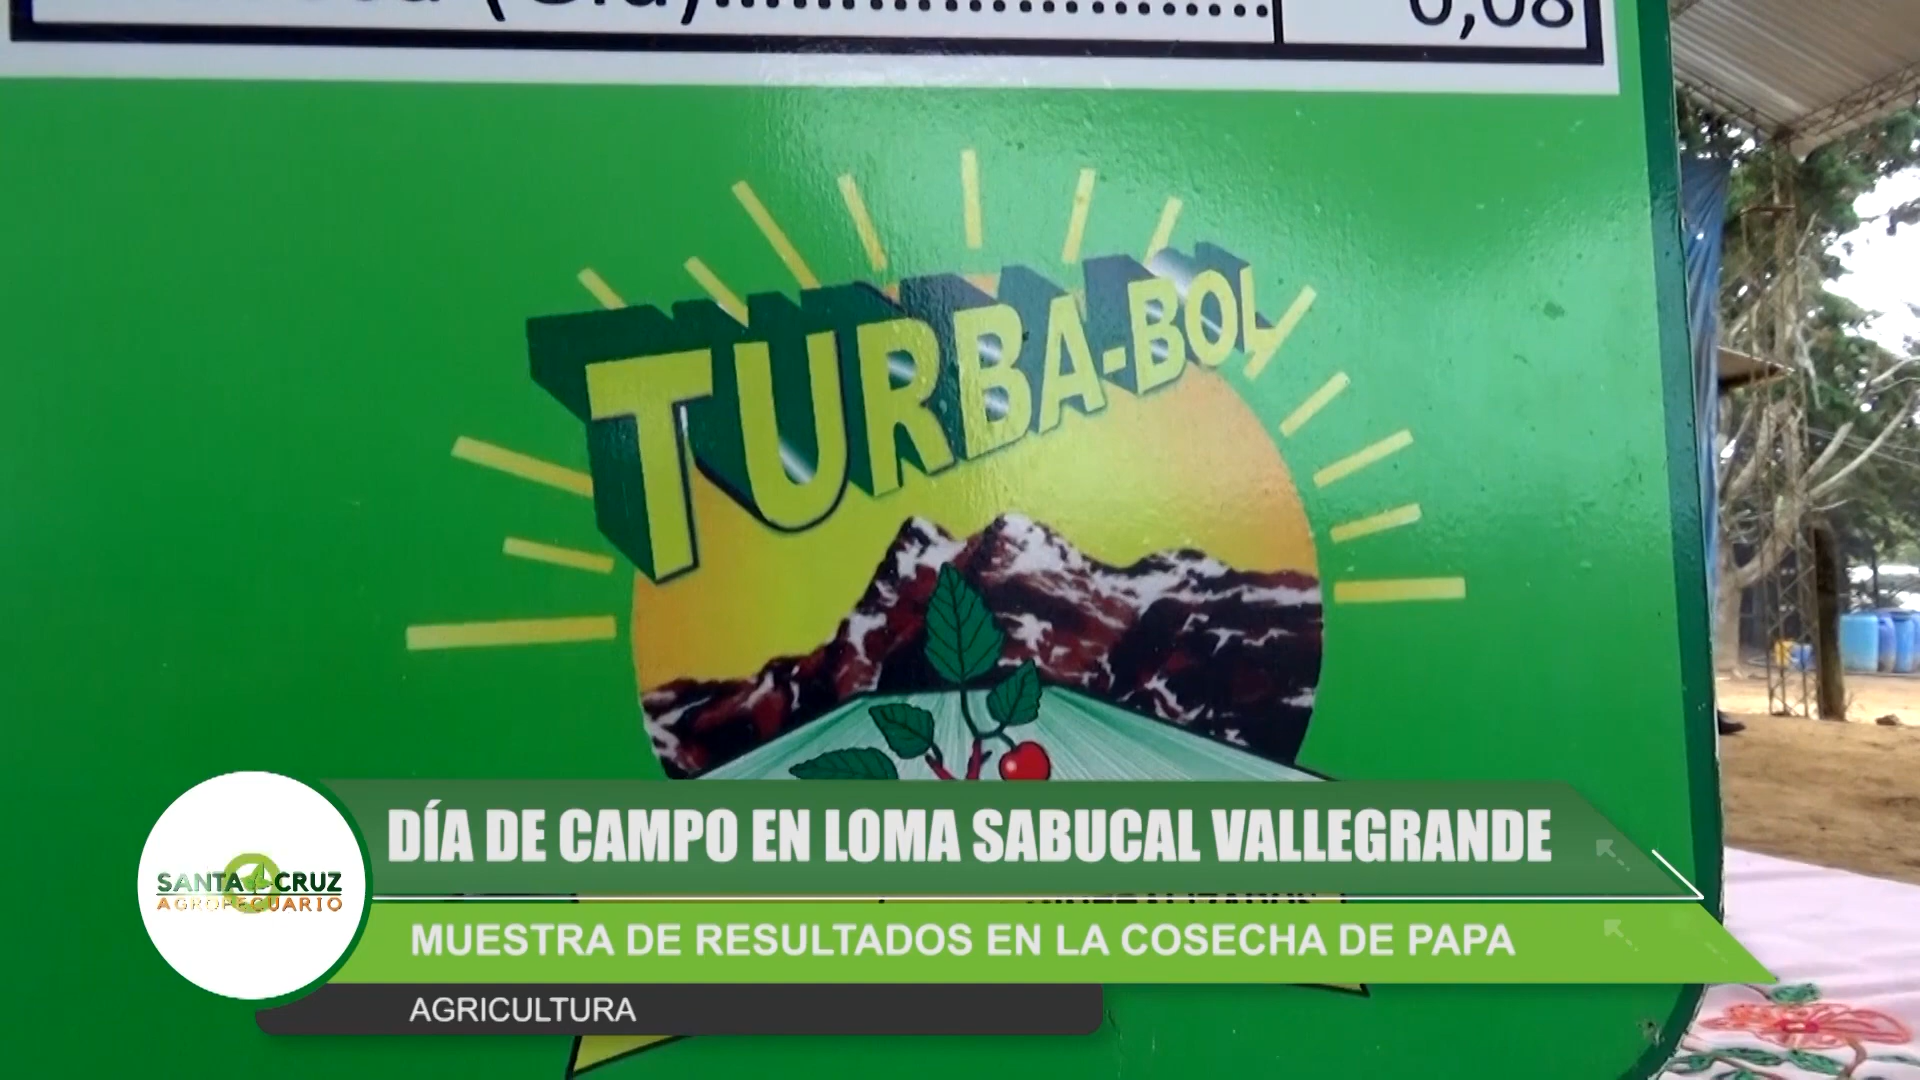 0,08
TURBA-BOL
DÍA DE CAMPO EN LOMA SABUCAL VALLEGRANDE
SANTA CRUZ
AGROPECUARIO
MUESTRA DE RESULTADOS EN LA COSECHA DE PAPA
AGRICULTURA